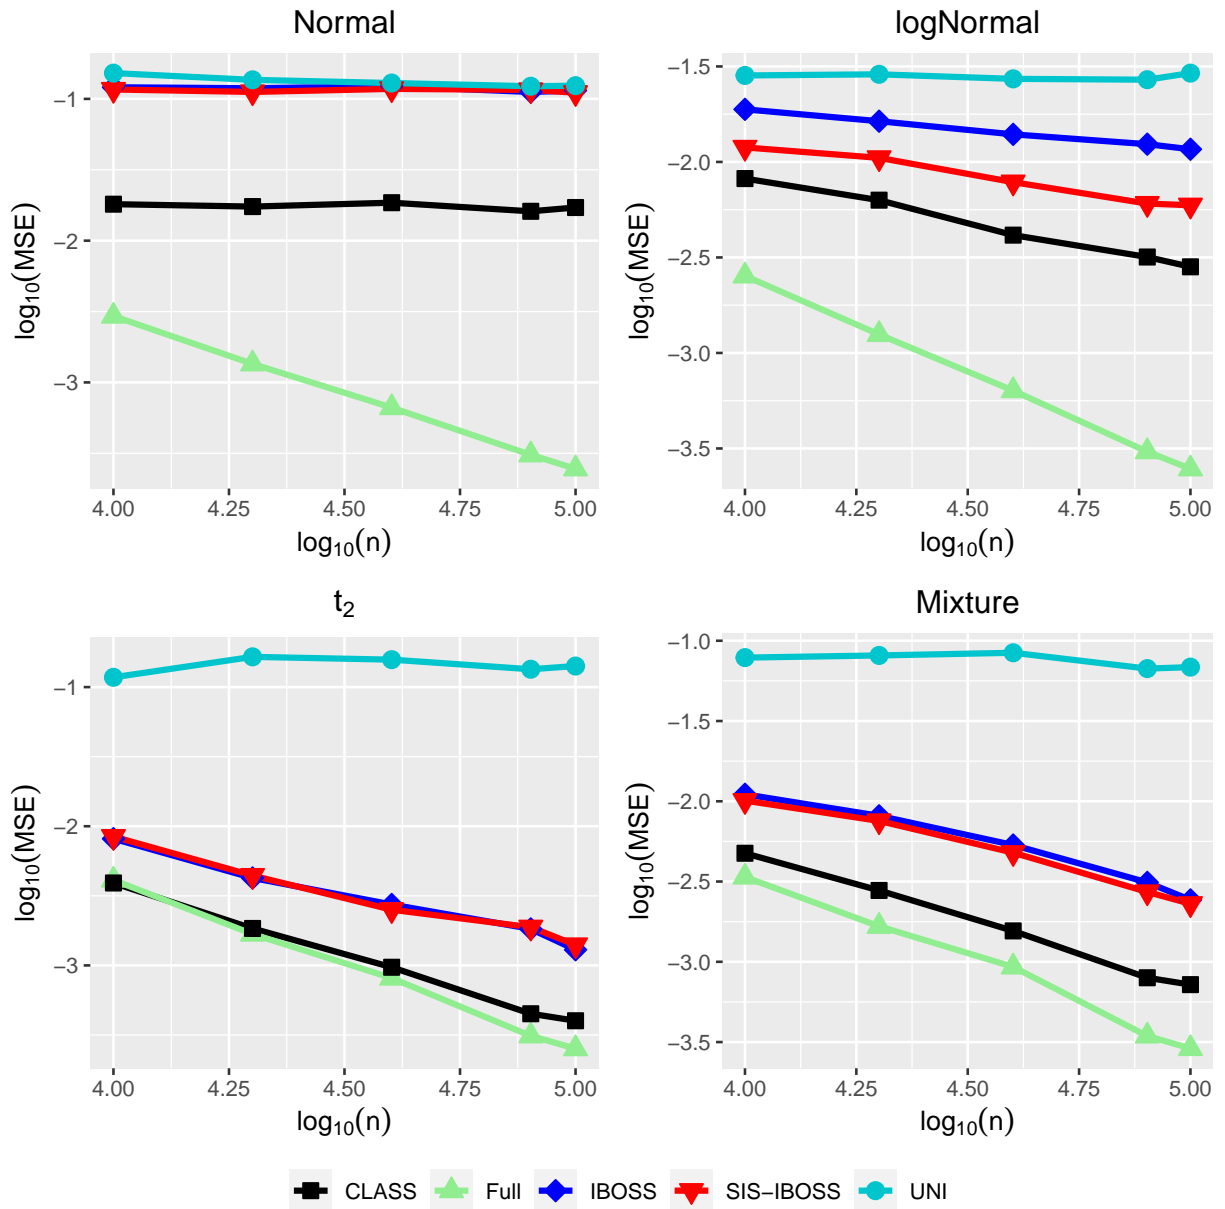 Normal
−1
−2
−3
log₁₀(MSE)
4.00 4.25 4.50 4.75 5.00
log₁₀(n)
logNormal
−1.5
−2.0
−2.5
−3.0
−3.5
log₁₀(MSE)
4.00 4.25 4.50 4.75 5.00
log₁₀(n)
t₂
−1
−2
−3
log₁₀(MSE)
4.00 4.25 4.50 4.75 5.00
log₁₀(n)
Mixture
−1.0
−1.5
−2.0
−2.5
−3.0
−3.5
log₁₀(MSE)
4.00 4.25 4.50 4.75 5.00
log₁₀(n)
CLASS Full IBOSS SIS−IBOSS UNI